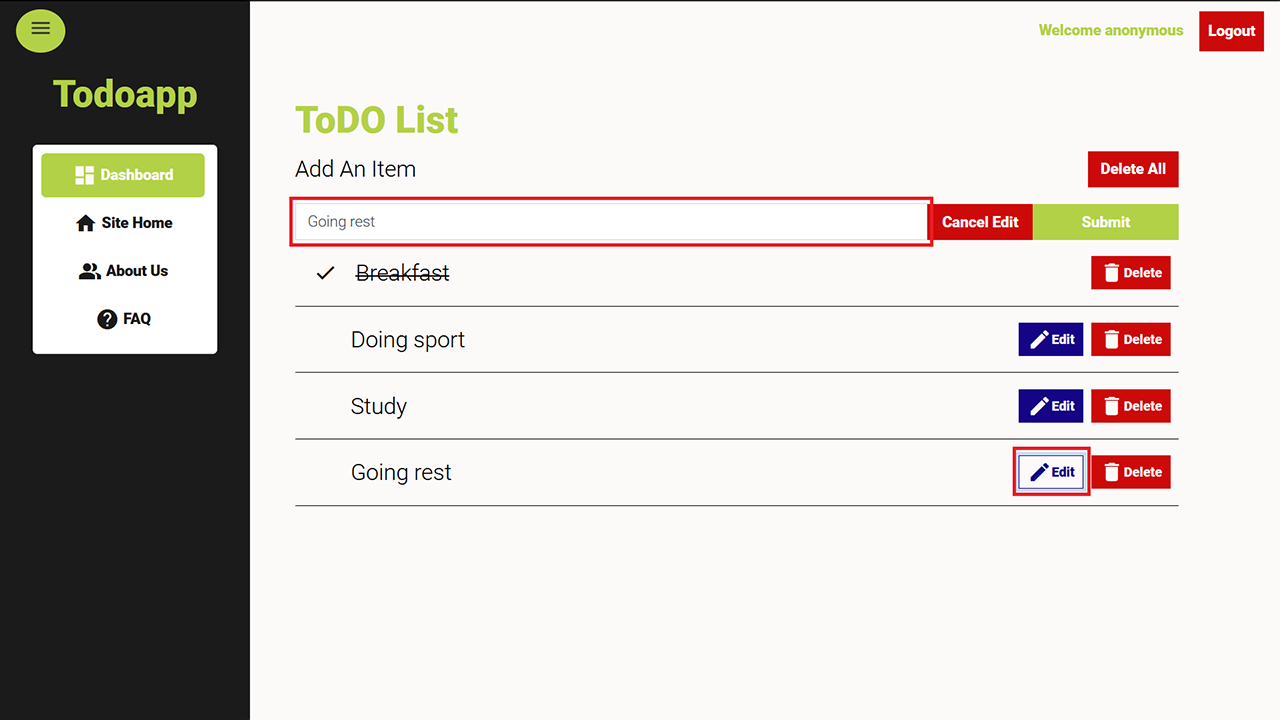 Welcome anonymous
Logout
Todoapp
Dashboard
Site Home
About Us
FAQ
ToDO List
Add An Item
Delete All
Going rest
Cancel Edit
Submit
Breakfast
Delete
Doing sport
Edit
Delete
Study
Edit
Delete
Going rest
Edit
Delete